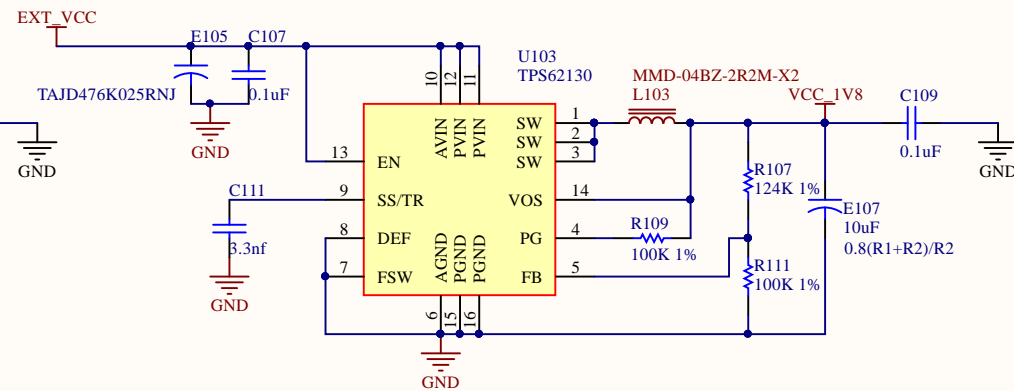 EXT_VCC
E105
C107
TAJD476K025RNJ
0.1uF
GND
GND
U103
TPS62130
10
12
11
AVIN
PVIN
PVIN
13
EN
9
SS/TR
8
DEF
7
FSW
SW
1
SW
2
SW
3
VOS
14
PG
4
FB
5
AGND
PGND
PGND
6
15
16
GND
C111
3.3nf
GND
MMD-04BZ-2R2M-X2
L103
VCC_1V8
C109
0.1uF
GND
R107
124K 1%
R109
100K 1%
E107
10uF
0.8(R1+R2)/R2
R111
100K 1%